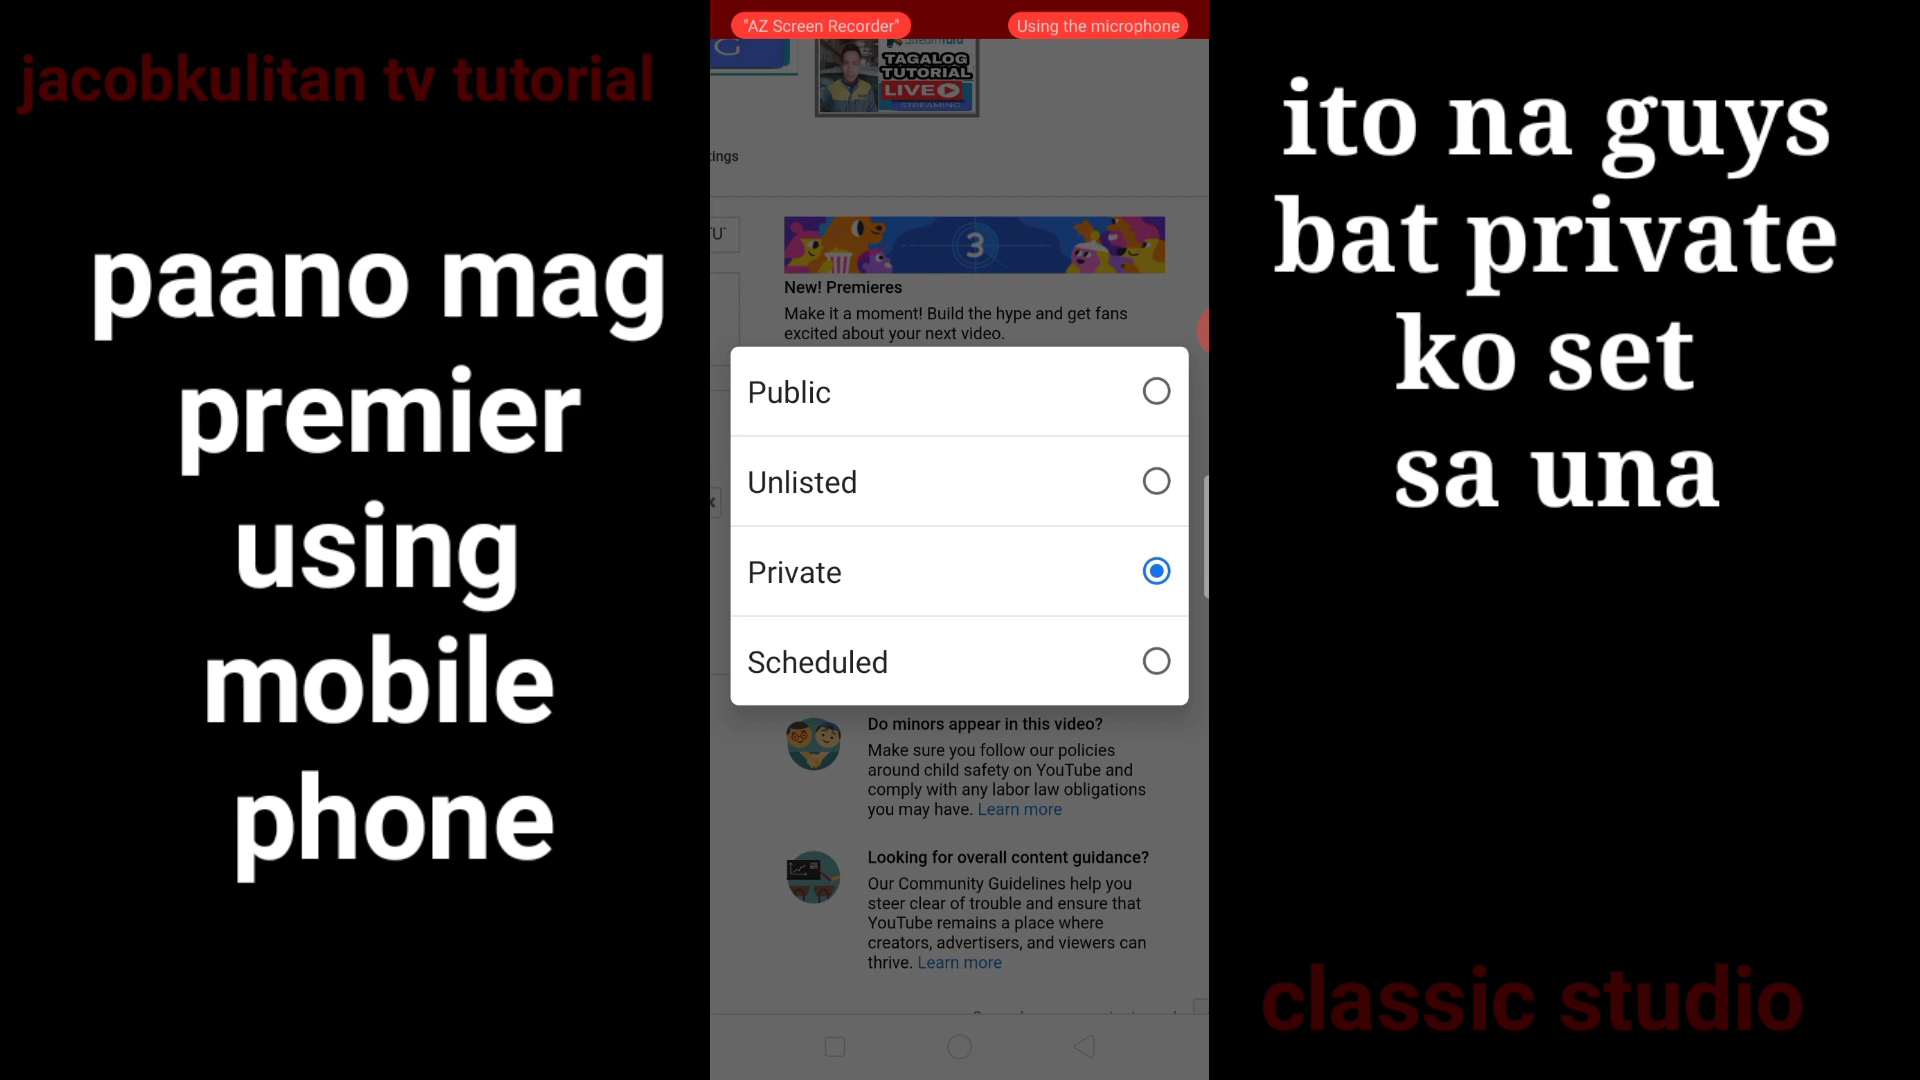 jacobkulitan tv tutorial
paano mag
premier
using
mobile
phone
"AZ Screen Recorder"
Using the microphone
G
TAGALOG
TUTORIAL
LIVE
STREAMING
tings
3
New! Premieres
Make it a moment! Build the hype and get fans
excited about your next video.
Public
Unlisted
Private
Scheduled
Do minors appear in this video?
Make sure you follow our policies
around child safety on YouTube and
comply with any labor law obligations
you may have. Learn more
Looking for overall content guidance?
Our Community Guidelines help you
steer clear of trouble and ensure that
YouTube remains a place where
creators, advertisers, and viewers can
thrive. Learn more
ito na guys
bat private
ko set
sa una
classic studio